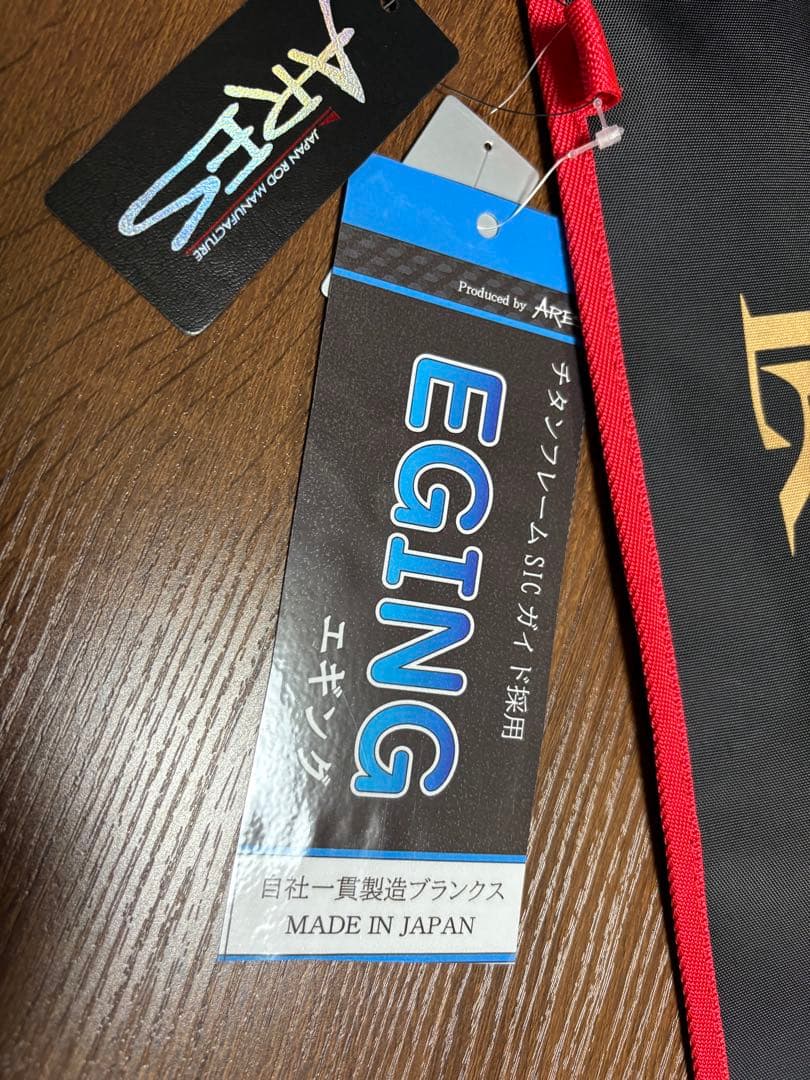 ARES
JAPAN ROD MANUFACTURE
Produced by ARE
チタンフレームSICガイド採用
EGING
エギング
自社一貫製造ブランクス
MADE IN JAPAN